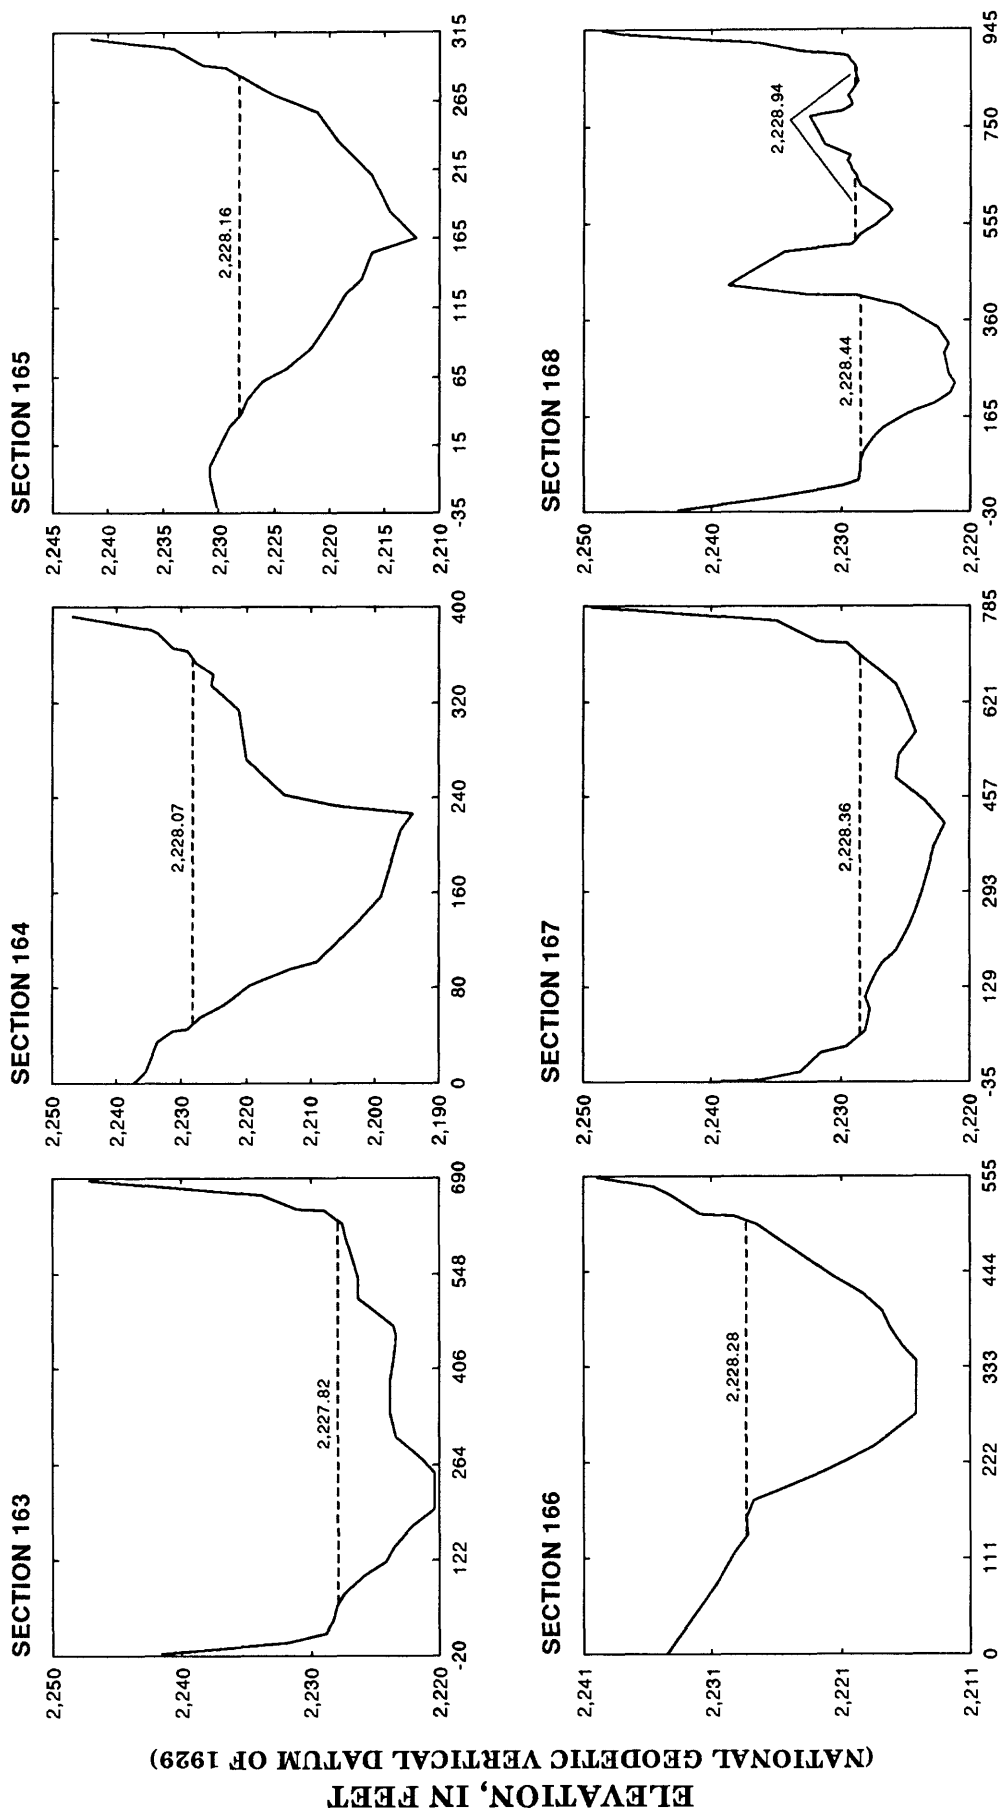 ELEVATION, IN FEET
(NATIONAL GEODETIC VERTICAL DATUM OF 1929)
SECTION 163
2,250
2,240
2,230
2,220
2,227.82
-20 122 264 406 548 690
SECTION 164
2,250
2,240
2,230
2,220
2,210
2,200
2,190
2,228.07
0 80 160 240 320 400
SECTION 165
2,245
2,240
2,235
2,230
2,225
2,220
2,215
2,210
2,228.16
-35 15 65 115 165 215 265 315
SECTION 166
2,241
2,231
2,221
2,211
2,228.28
0 111 222 333 444 555
SECTION 167
2,250
2,240
2,230
2,220
2,228.36
-35 129 293 457 621 785
SECTION 168
2,250
2,240
2,230
2,220
2,228.44
2,228.94
-30 165 360 555 750 945